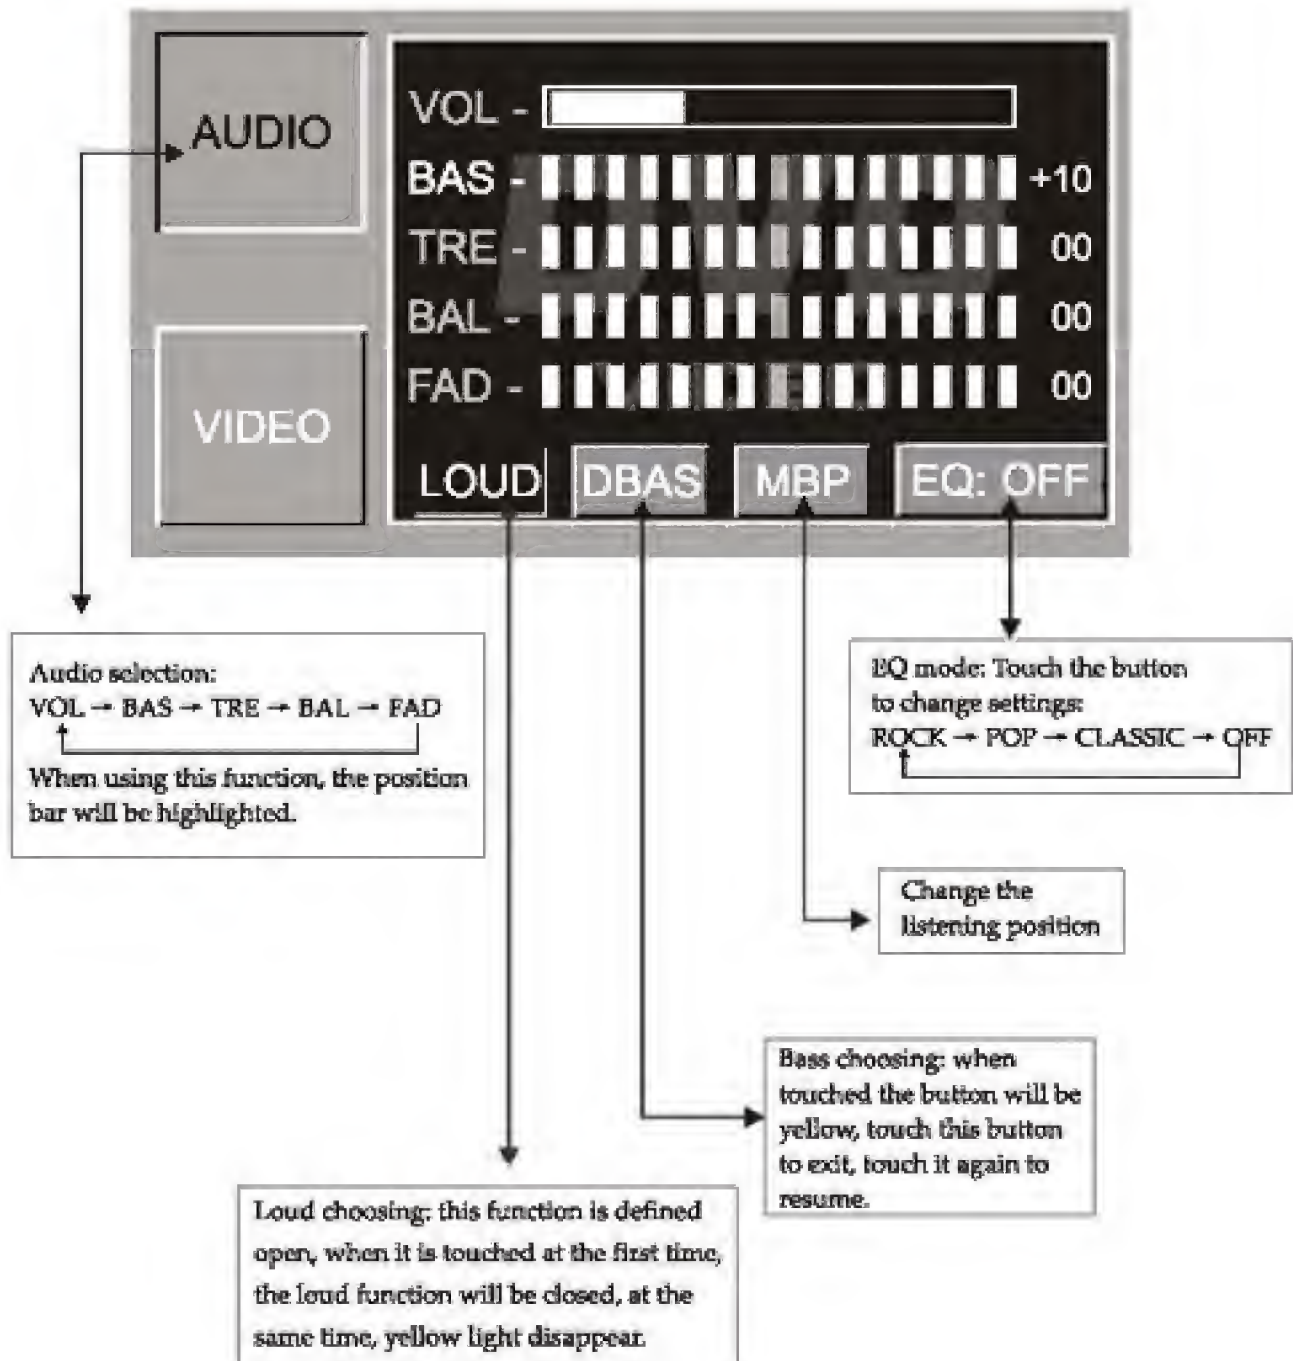 AUDIO
VIDEO
VOL -
BAS - +10
TRE - 00
BAL - 00
FAD - 00
LOUD DBAS MBP EQ: OFF
Audio selection:
VOL → BAS → TRE → BAL → FAD
When using this function, the position
bar will be highlighted.
EQ mode: Touch the button
to change settings:
ROCK → POP → CLASSIC → OFF
Change the
listening position
Bass choosing: when
touched the button will be
yellow, touch this button
to exit, touch it again to
resume.
Loud choosing: this function is defined
open, when it is touched at the first time,
the loud function will be closed, at the
same time, yellow light disappear.